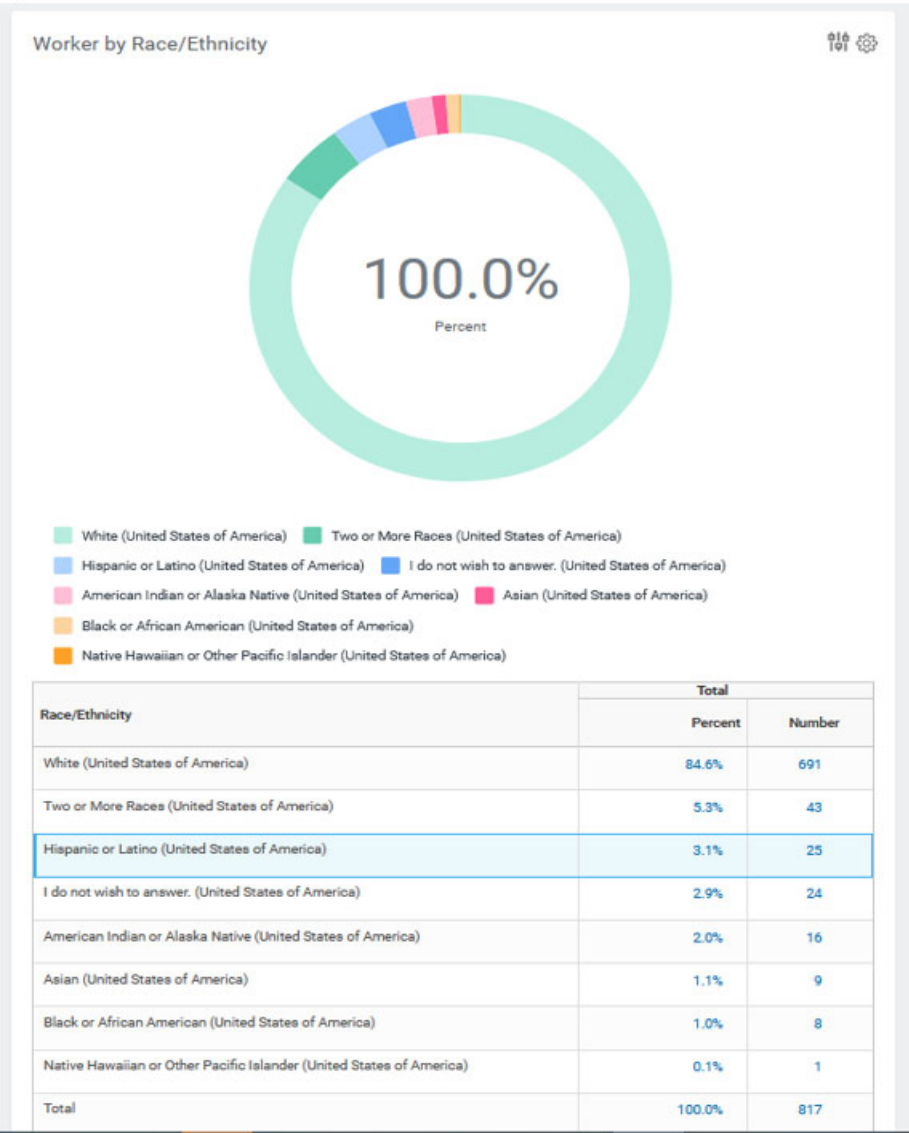 Worker by Race/Ethnicity
100.0%
Percent
White (United States of America) Two or More Races (United States of America)
Hispanic or Latino (United States of America) I do not wish to answer. (United States of America)
American Indian or Alaska Native (United States of America) Asian (United States of America)
Black or African American (United States of America)
Native Hawaiian or Other Pacific Islander (United States of America)
Total
Race/Ethnicity Percent Number
White (United States of America) 84.6% 691
Two or More Races (United States of America) 5.3% 43
Hispanic or Latino (United States of America) 3.1% 25
I do not wish to answer. (United States of America) 2.9% 24
American Indian or Alaska Native (United States of America) 2.0% 16
Asian (United States of America) 1.1% 9
Black or African American (United States of America) 1.0% 8
Native Hawaiian or Other Pacific Islander (United States of America) 0.1% 1
Total 100.0% 817